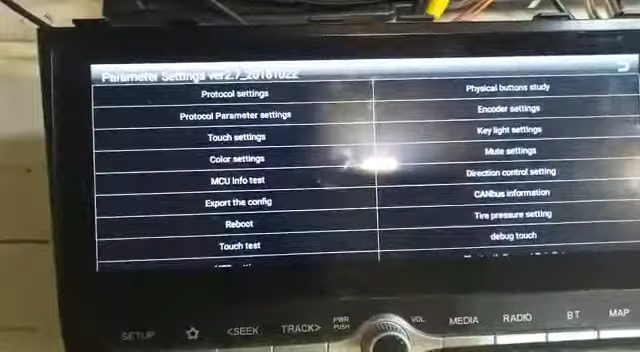 Parameter Settings ver2.7_20181022
Protocol settings
Physical buttons study
Protocol Parameter settings
Encoder settings
Touch settings
Key light settings
Color settings
Mute settings
MCU Info test
Direction control setting
Export the config
CANbus information
Reboot
Tire pressure setting
Touch test
debug touch
SETUP
<SEEK
TRACK>
PWR
PUSH
VOL
MEDIA
RADIO
BT
MAP